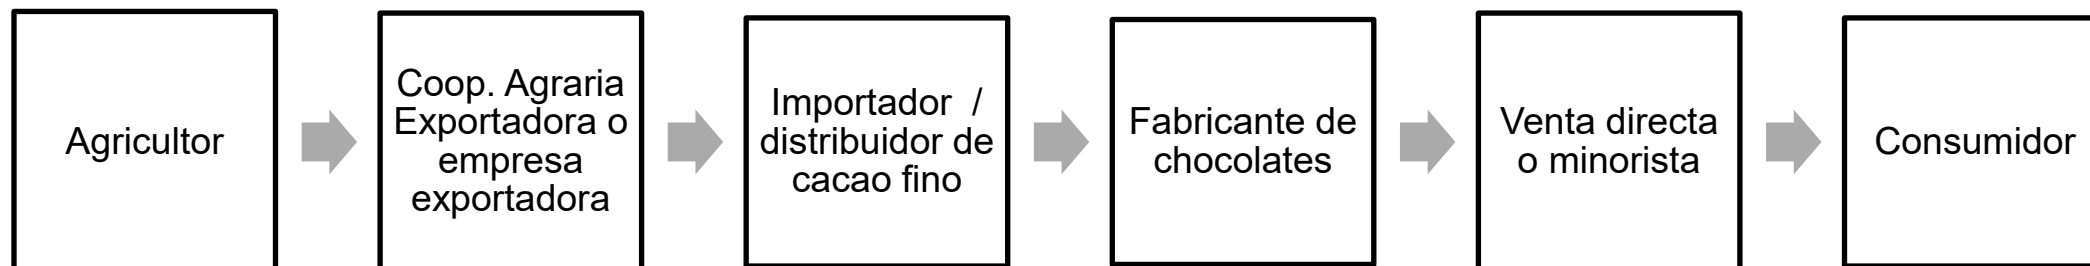 Agricultor
Coop. Agraria
Exportadora o
empresa
exportadora
Importador /
distribuidor de
cacao fino
Fabricante de
chocolates
Venta directa
o minorista
Consumidor